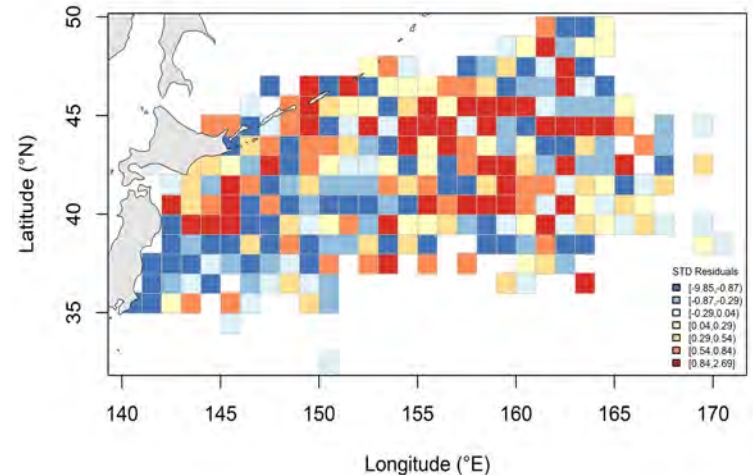 50
45
40
35
Latitude (°N)
STD Residuals
[-9.85,-0.87)
[-0.87,-0.29)
[-0.29,0.04)
[0.04,0.29)
[0.29,0.54)
[0.54,0.84)
[0.84,2.69]
140 145 150 155 160 165 170
Longitude (°E)